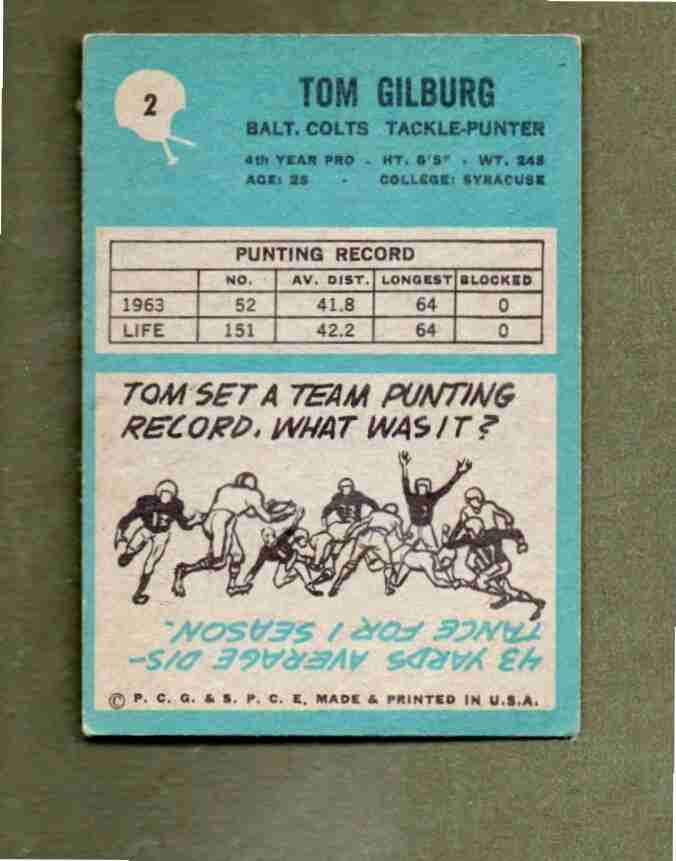 2
TOM GILBURG
BALT. COLTS TACKLE-PUNTER
4th YEAR PRO - HT. 6'5" - WT. 245
AGE: 25 - COLLEGE: SYRACUSE
PUNTING RECORD
NO. AV. DIST. LONGEST BLOCKED
1963 52 41.8 64 0
LIFE 151 42.2 64 0
TOM SET A TEAM PUNTING
RECORD. WHAT WAS IT?
43 YARDS AVERAGE DIS-
TANCE FOR 1 SEASON.
© P. C. G. & S. P. C. E. MADE & PRINTED IN U.S.A.